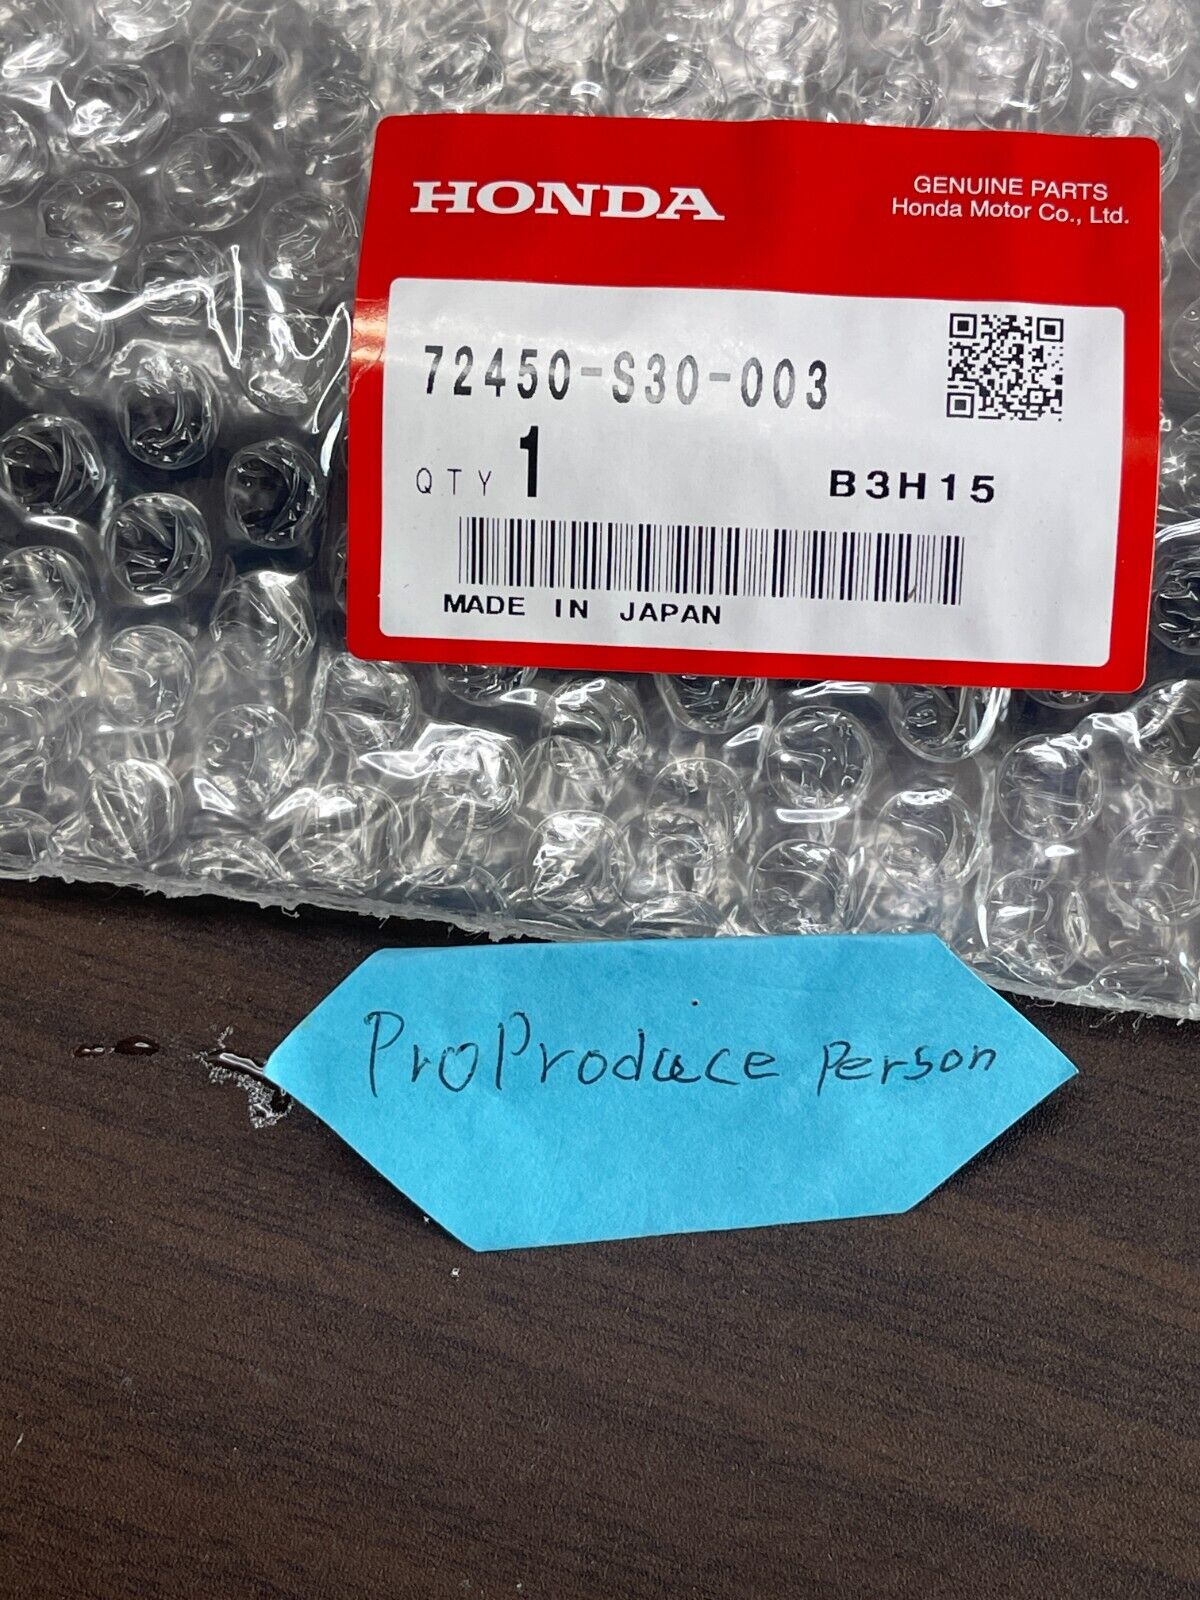 HONDA
GENUINE PARTS
Honda Motor Co., Ltd.
72450-S30-003
QTY 1
B3H15
MADE IN JAPAN
ProProduce person